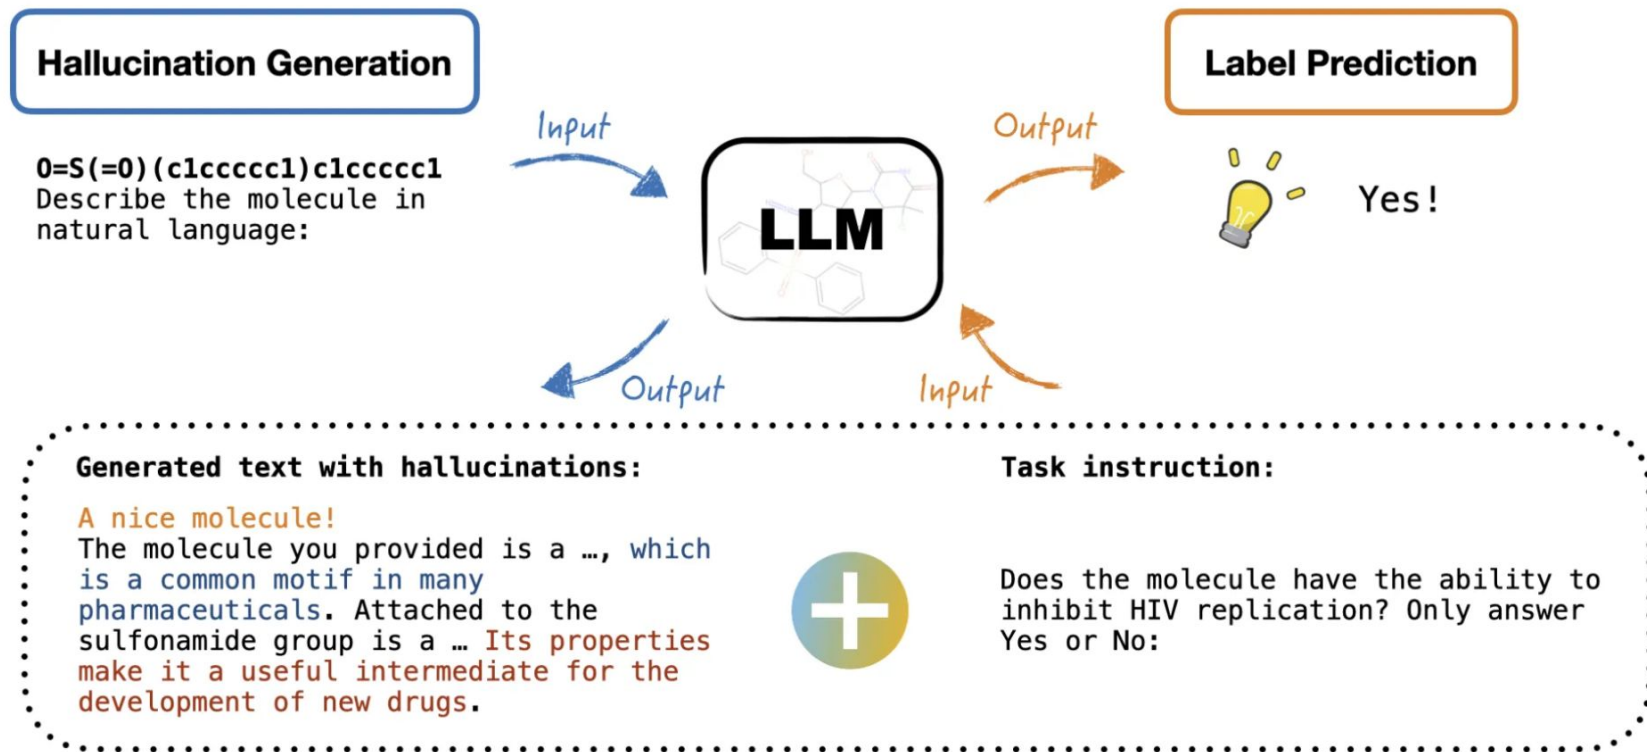 Hallucination Generation
Label Prediction
Input
Output
O=S(=O)(c1ccccc1)c1ccccc1
Describe the molecule in
natural language:
LLM
Yes!
Output
Input
Generated text with hallucinations:
A nice molecule!
The molecule you provided is a …, which
is a common motif in many
pharmaceuticals. Attached to the
sulfonamide group is a … Its properties
make it a useful intermediate for the
development of new drugs.
Task instruction:
Does the molecule have the ability to
inhibit HIV replication? Only answer
Yes or No: